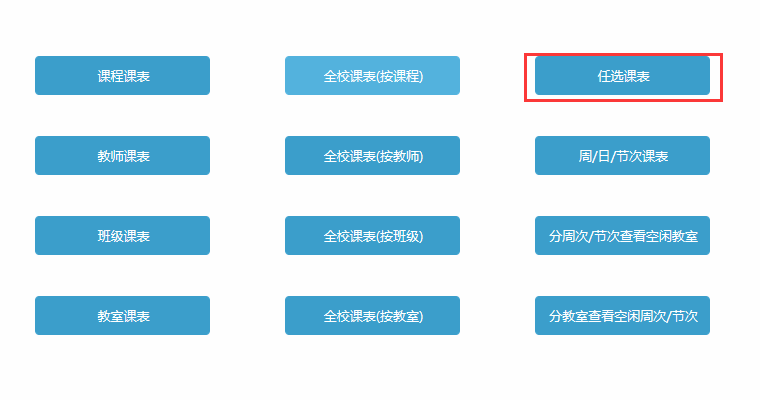 课程课表
全校课表(按课程)
任选课表
教师课表
全校课表(按教师)
周/日/节次课表
班级课表
全校课表(按班级)
分周次/节次查看空闲教室
教室课表
全校课表(按教室)
分教室查看空闲周次/节次